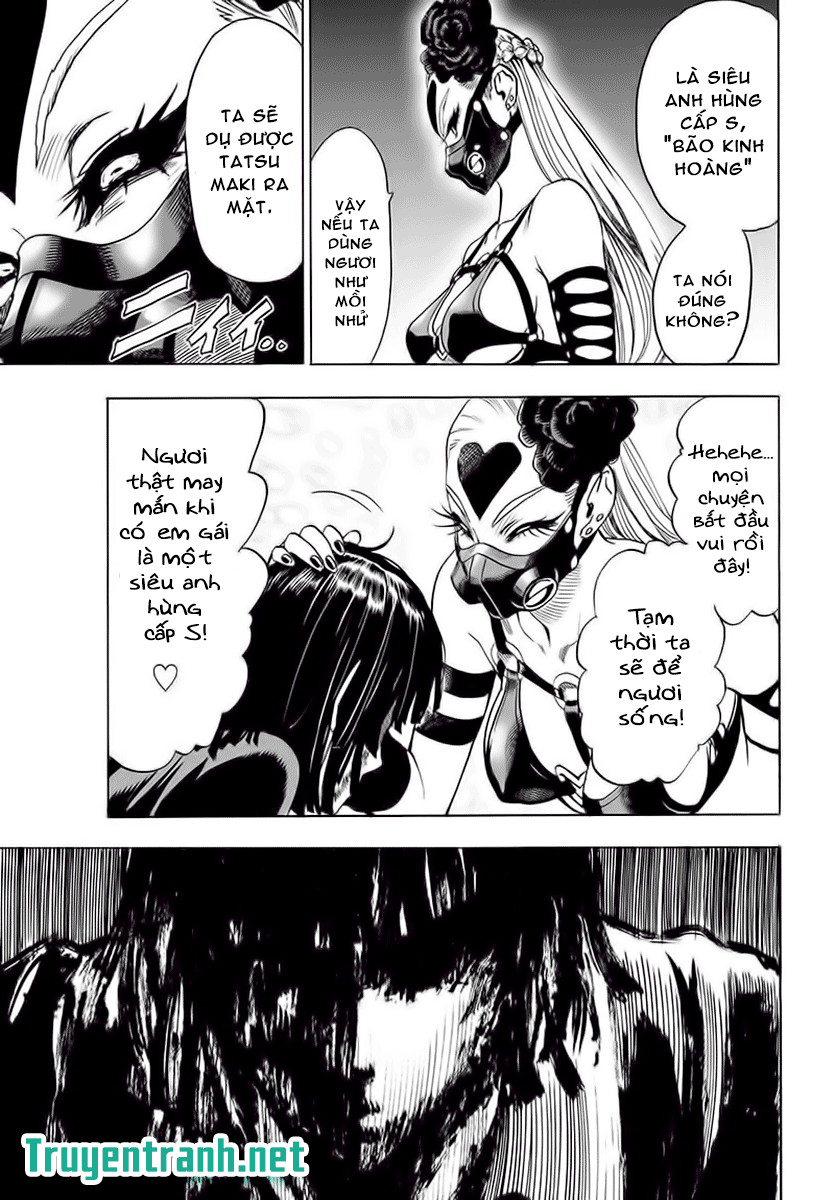 LÀ SIÊU
ANH HÙNG
CẤP S,
"BÃO KINH
HOÀNG"
TA NÓI
ĐÚNG
KHÔNG?
VẬY
NẾU TA
DÙNG
NGƯƠI
NHƯ
MỒI
NHỬ
TA SẼ
DỤ ĐƯỢC
TATSU
MAKI RA
MẶT.
ニイィ..
Hehehe...
mọi
chuyện
bắt đầu
vui rồi
đây!
Tạm
thời ta
sẽ để
ngươi
sống!
Ngươi
thật may
mắn khi
có em gái
là một
siêu anh
hùng
cấp S!
♡
Truyentranh.net